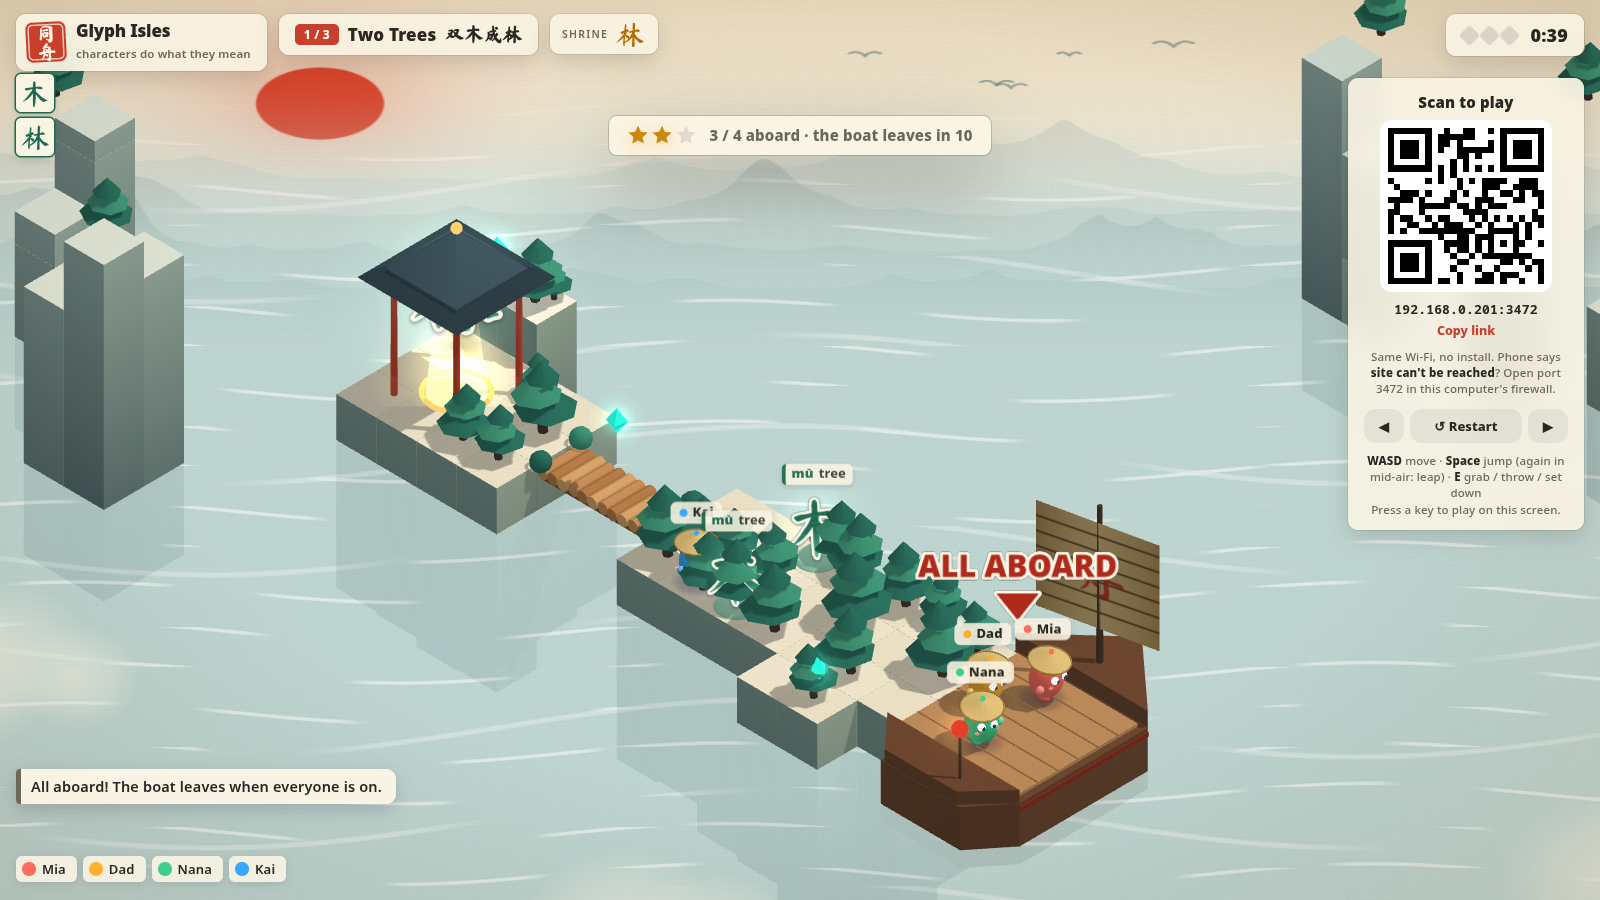 同舟
Glyph Isles
characters do what they mean
1 / 3 Two Trees 双木成林
SHRINE 林
0:39
木
林
3 / 4 aboard · the boat leaves in 10
Scan to play
192.168.0.201:3472
Copy link
Same Wi-Fi, no install. Phone says
site can't be reached? Open port
3472 in this computer's firewall.
◀ ↺ Restart ▶
WASD move · Space jump (again in
mid-air: leap) · E grab / throw / set
down
Press a key to play on this screen.
mù tree
木
mù tree
ALL ABOARD
Dad
Mia
Nana
All aboard! The boat leaves when everyone is on.
Mia Dad Nana Kai